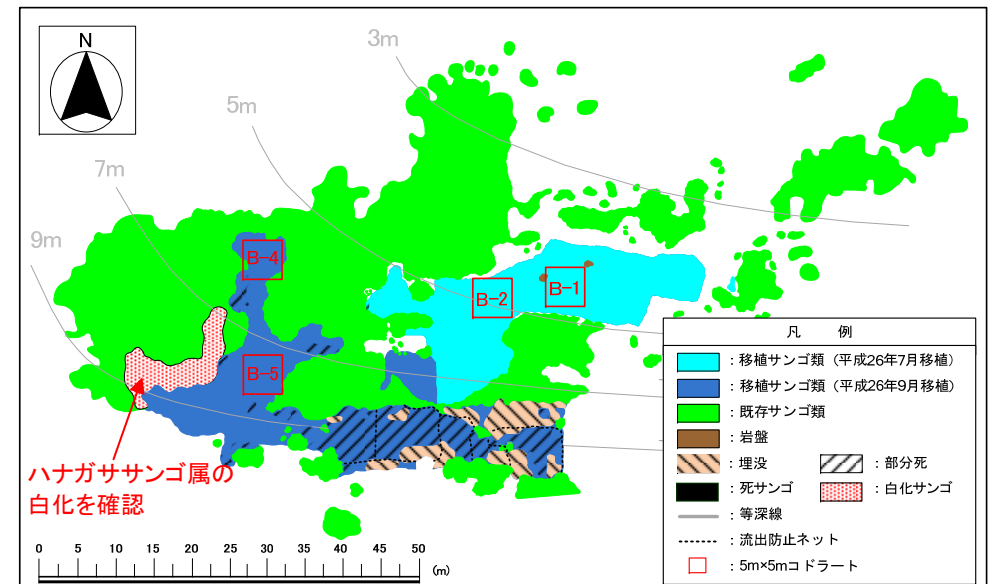 N
3m
5m
7m
9m
B-4
B-2
B-1
B-5
ハナガササンゴ属の
白化を確認
凡 例
：移植サンゴ類（平成26年7月移植）
：移植サンゴ類（平成26年9月移植）
：既存サンゴ類
：岩盤
：埋没 ：部分死
：死サンゴ ：白化サンゴ
：等深線
：流出防止ネット
：5m×5mコドラート
0 5 10 15 20 25 30 35 40 45 50 (m)